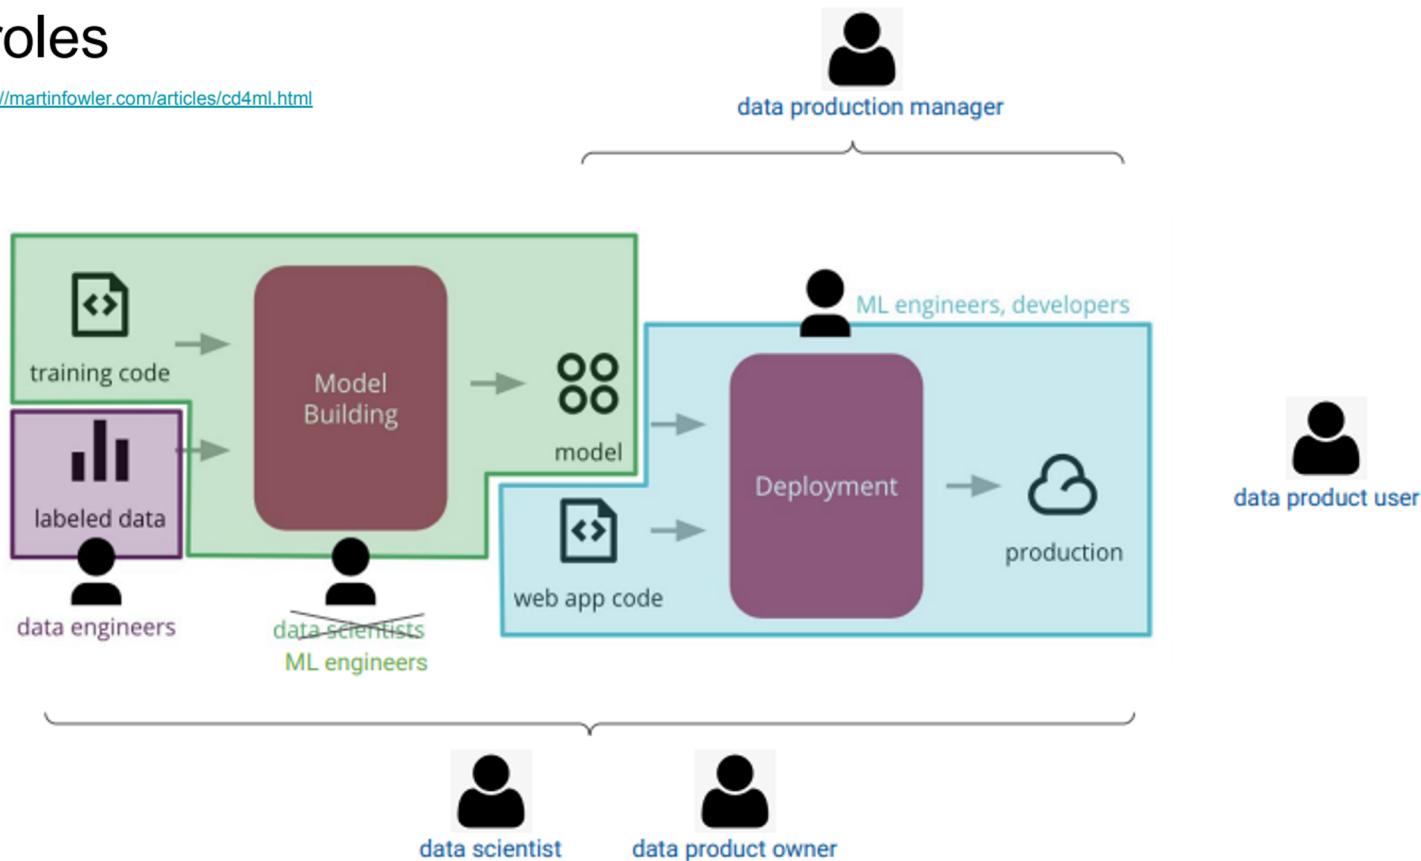 roles
//martinfowler.com/articles/cd4ml.html
data production manager
ML engineers, developers
training code
Model
Building
model
labeled data
Deployment
production
web app code
data product user
data engineers
data scientists
ML engineers
data scientist
data product owner